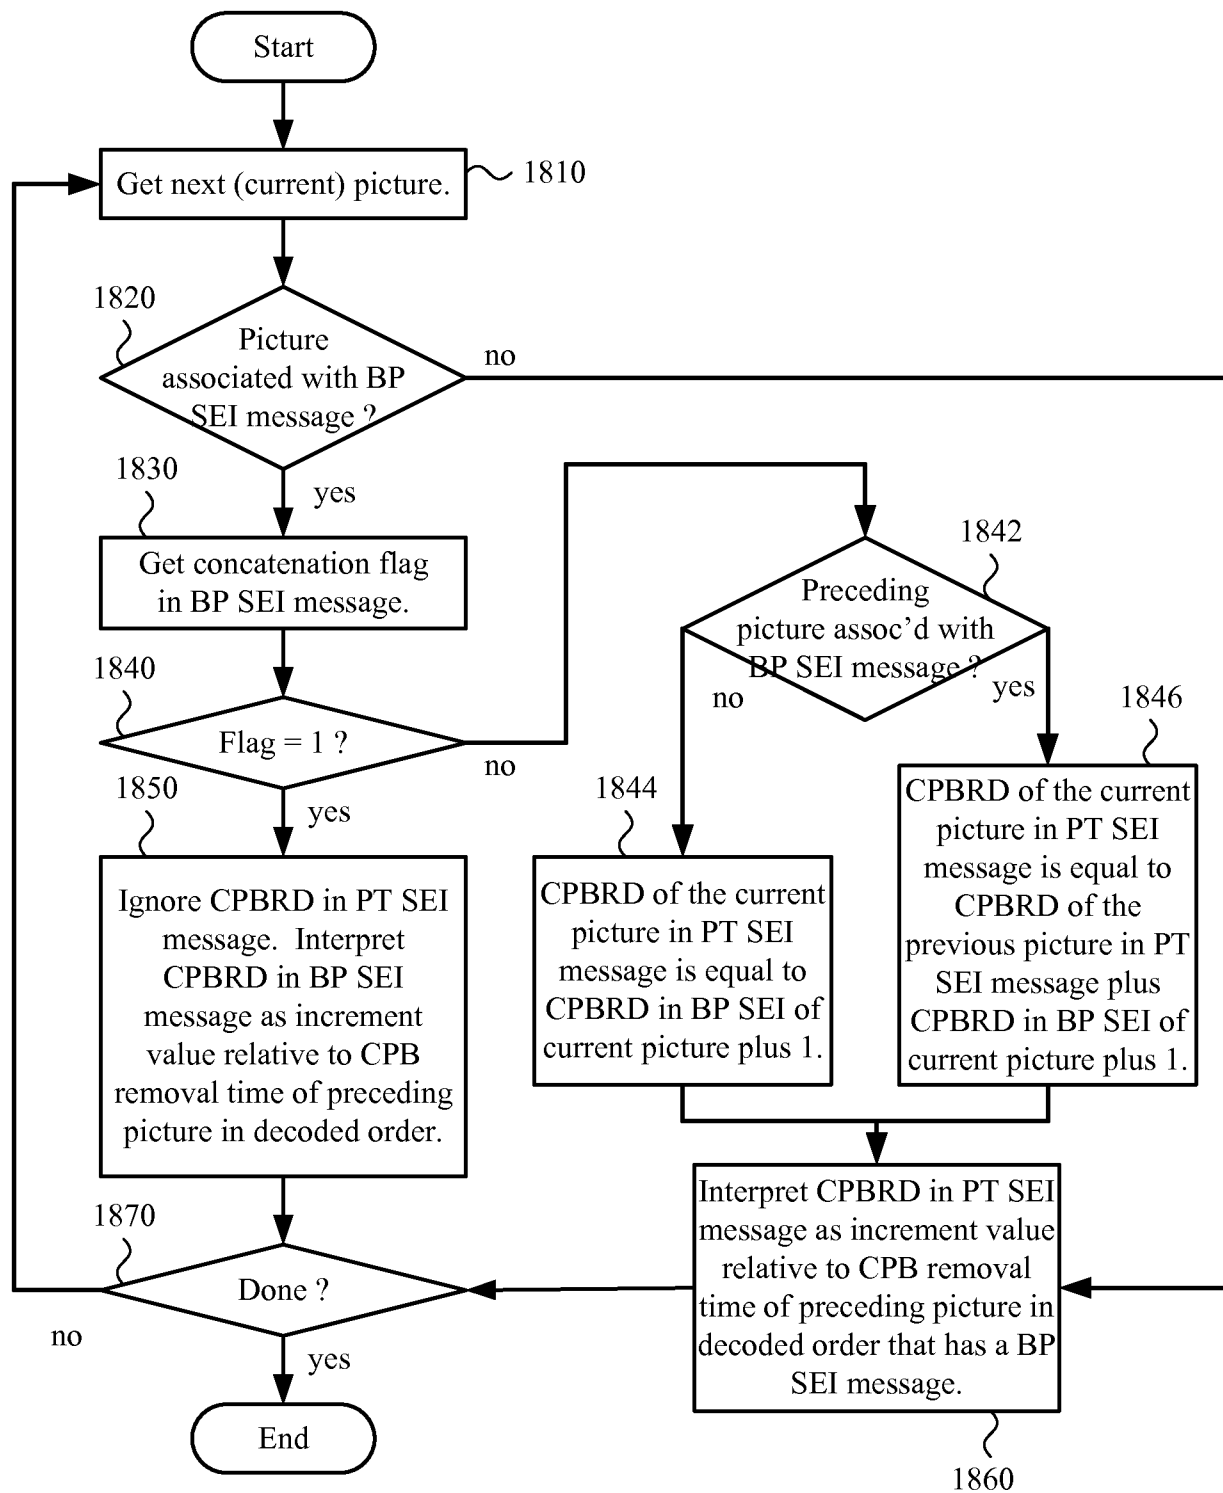 Start
Get next (current) picture.
1810
1820
Picture
associated with BP
SEI message ?
no
yes
1830
Get concatenation flag
in BP SEI message.
1840
Flag = 1 ?
no
yes
1842
Preceding
picture assoc’d with
BP SEI message ?
no
yes
1844
CPBRD of the current
picture in PT SEI
message is equal to
CPBRD in BP SEI of
current picture plus 1.
1846
CPBRD of the current
picture in PT SEI
message is equal to
CPBRD of the
previous picture in PT
SEI message plus
CPBRD in BP SEI of
current picture plus 1.
1850
Ignore CPBRD in PT SEI
message.  Interpret
CPBRD in BP SEI
message as increment
value relative to CPB
removal time of preceding
picture in decoded order.
Interpret CPBRD in PT SEI
message as increment value
relative to CPB removal
time of preceding picture in
decoded order that has a BP
SEI message.
1860
1870
Done ?
no
yes
End